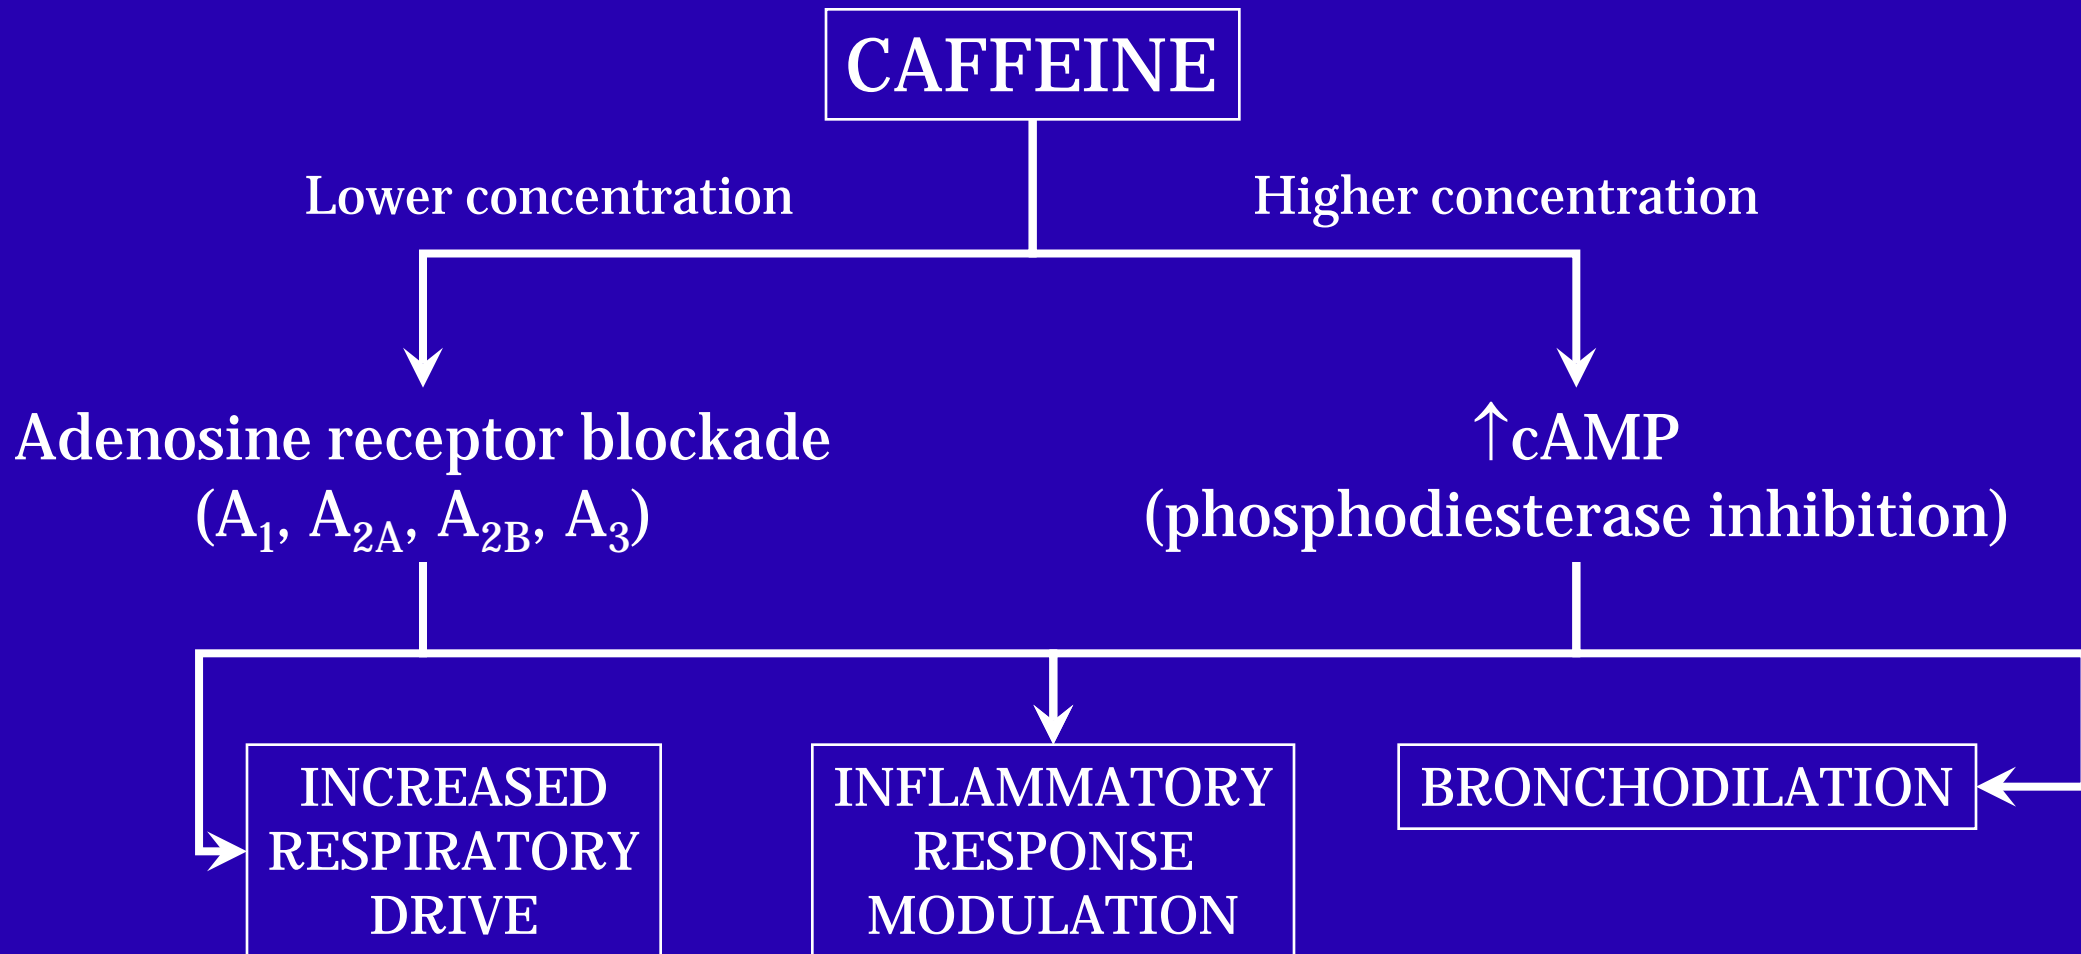 CAFFEINE
Lower concentration
Higher concentration
Adenosine receptor blockade
(A₁, A₂A, A₂B, A₃)
↑cAMP
(phosphodiesterase inhibition)
INCREASED
RESPIRATORY
DRIVE
INFLAMMATORY
RESPONSE
MODULATION
BRONCHODILATION